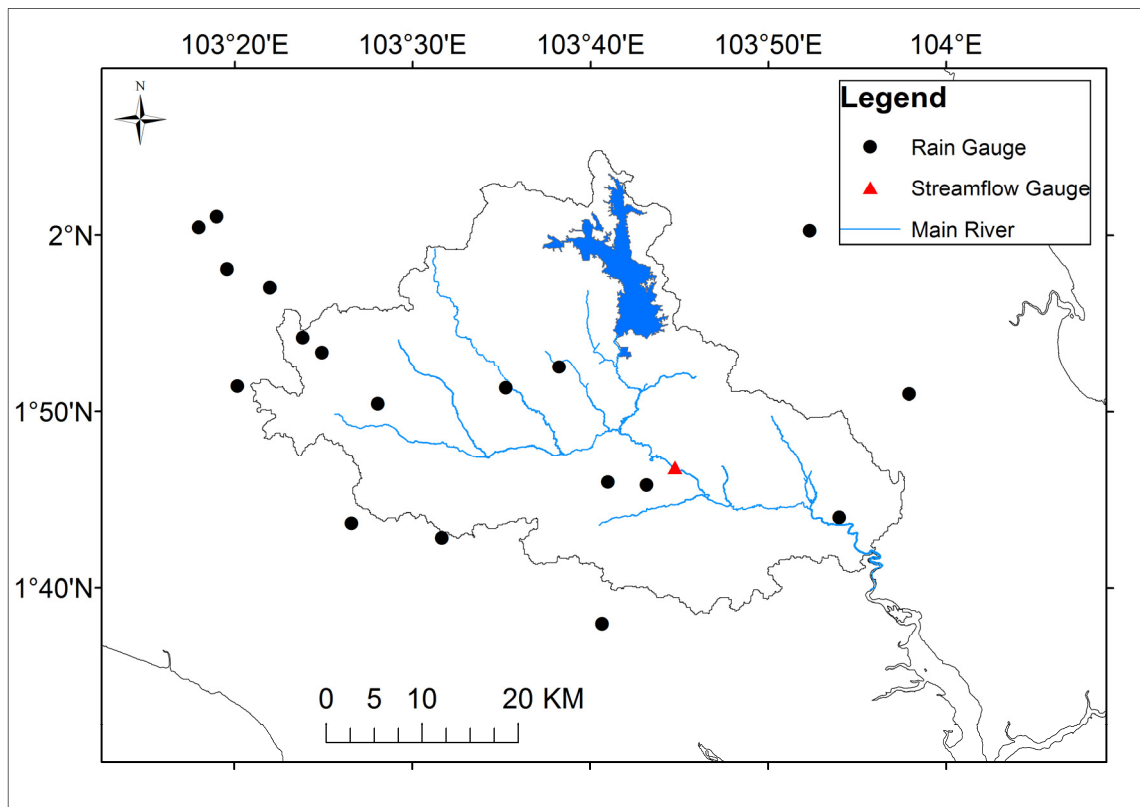 103°20'E 103°30'E 103°40'E 103°50'E 104°E
N
Legend
Rain Gauge
Streamflow Gauge
Main River
2°N
1°50'N
1°40'N
0 5 10 20 KM